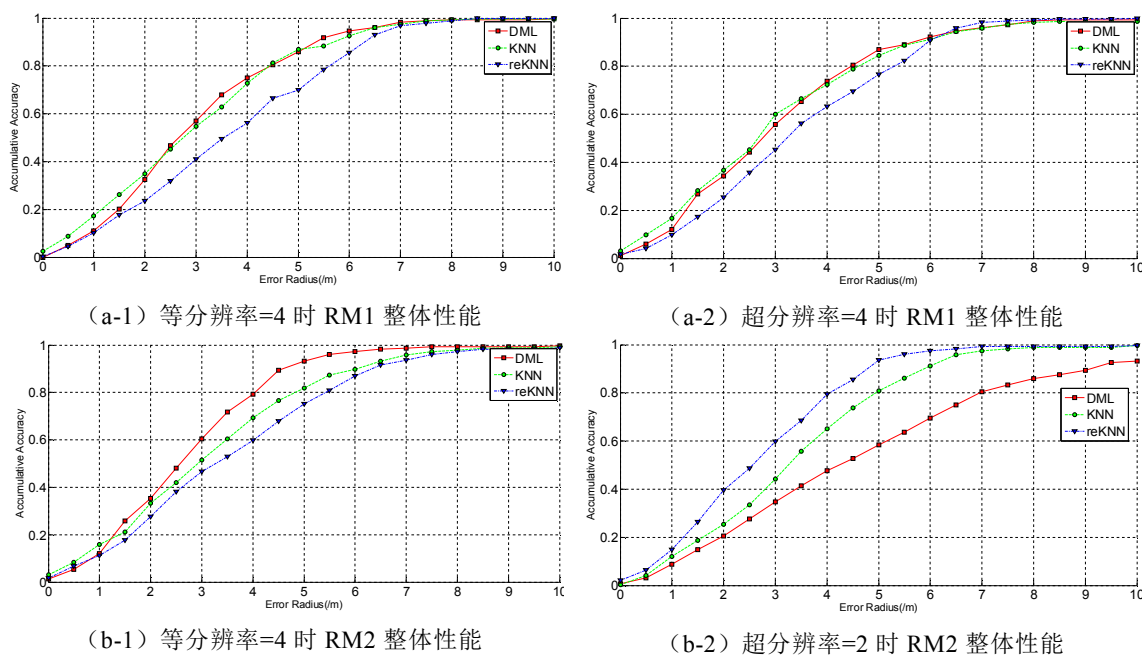 1
0.8
0.6
0.4
0.2
0
Accumulative Accuracy
0 1 2 3 4 5 6 7 8 9 10
Error Radius(/m)
DML
KNN
reKNN
(a-1)等分辨率=4 时 RM1 整体性能
1
0.8
0.6
0.4
0.2
0
Accumulative Accuracy
0 1 2 3 4 5 6 7 8 9 10
Error Radius(/m)
DML
KNN
reKNN
(a-2)超分辨率=4 时 RM1 整体性能
1
0.8
0.6
0.4
0.2
0
Accumulative Accuracy
0 1 2 3 4 5 6 7 8 9 10
Error Radius(/m)
DML
KNN
reKNN
(b-1)等分辨率=4 时 RM2 整体性能
1
0.8
0.6
0.4
0.2
0
Accumulative Accuracy
0 1 2 3 4 5 6 7 8 9 10
Error Radius(/m)
DML
KNN
reKNN
(b-2)超分辨率=2 时 RM2 整体性能